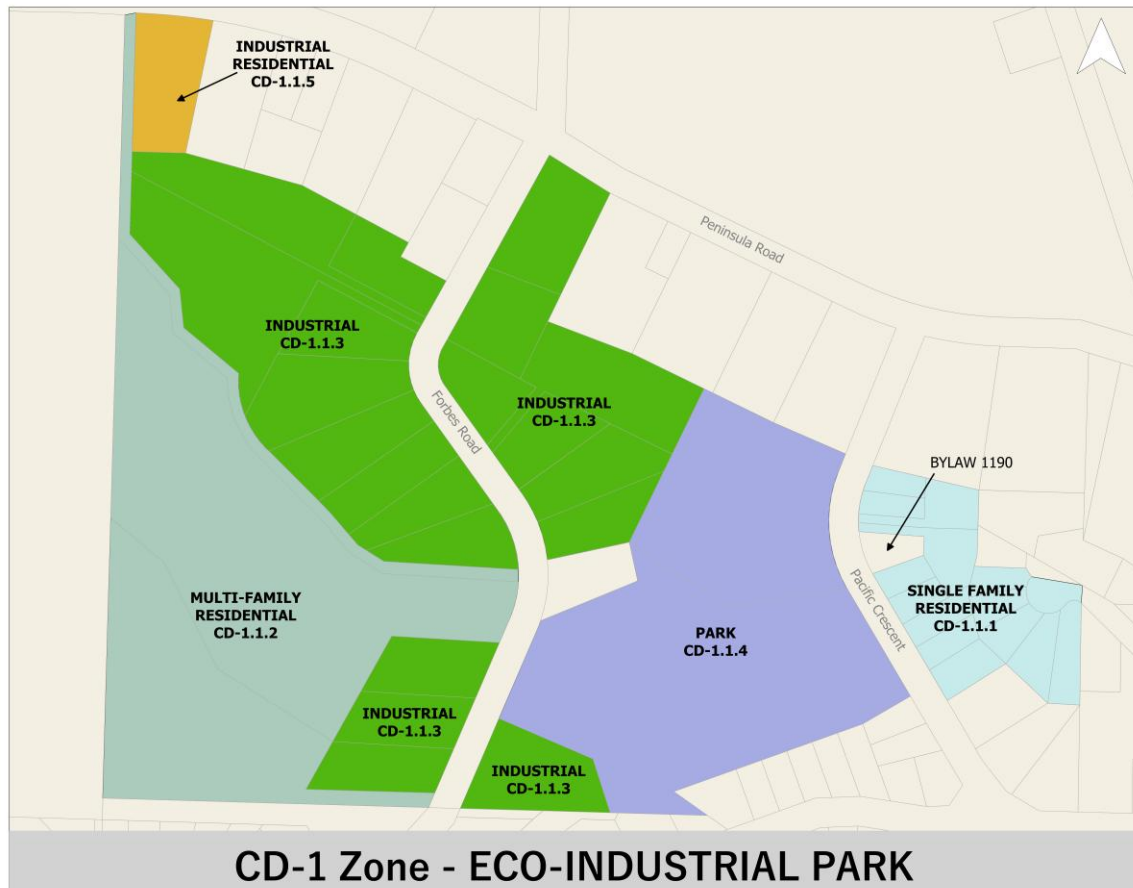 INDUSTRIAL
RESIDENTIAL
CD-1.1.5
Peninsula Road
INDUSTRIAL
CD-1.1.3
Forbes Road
INDUSTRIAL
CD-1.1.3
BYLAW 1190
MULTI-FAMILY
RESIDENTIAL
CD-1.1.2
PARK
CD-1.1.4
Pacific Crescent
SINGLE FAMILY
RESIDENTIAL
CD-1.1.1
INDUSTRIAL
CD-1.1.3
INDUSTRIAL
CD-1.1.3
CD-1 Zone - ECO-INDUSTRIAL PARK